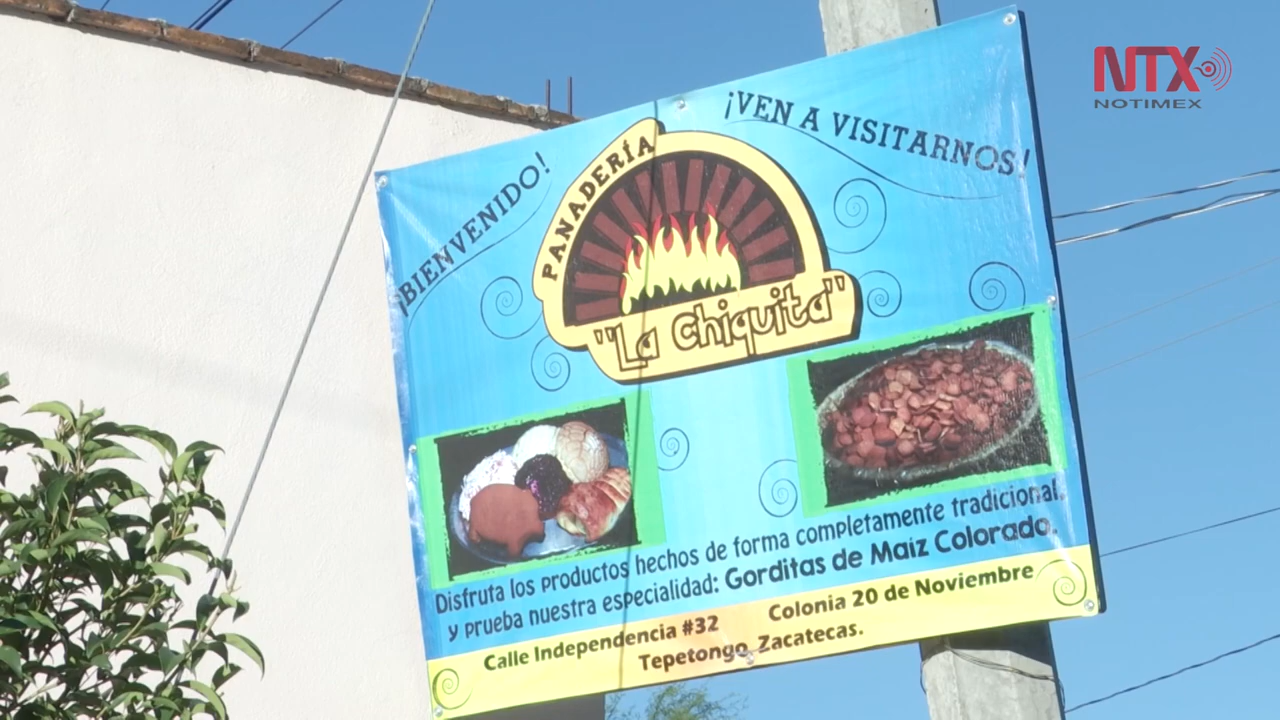 NTX
NOTIMEX
¡BIENVENIDO!
¡VEN A VISITARNOS!
PANADERÍA
"La Chiquita"
Disfruta los productos hechos de forma completamente tradicional,
y prueba nuestra especialidad: Gorditas de Maiz Colorado.
Calle Independencia #32 Colonia 20 de Noviembre
Tepetongo, Zacatecas.